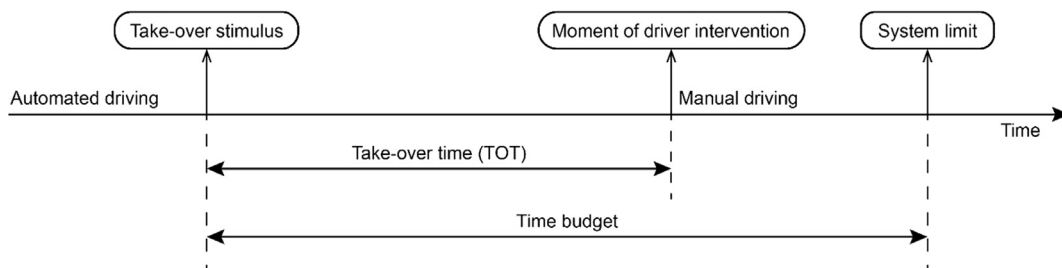 Take-over stimulus
Moment of driver intervention
System limit
Automated driving
Manual driving
Time
Take-over time (TOT)
Time budget